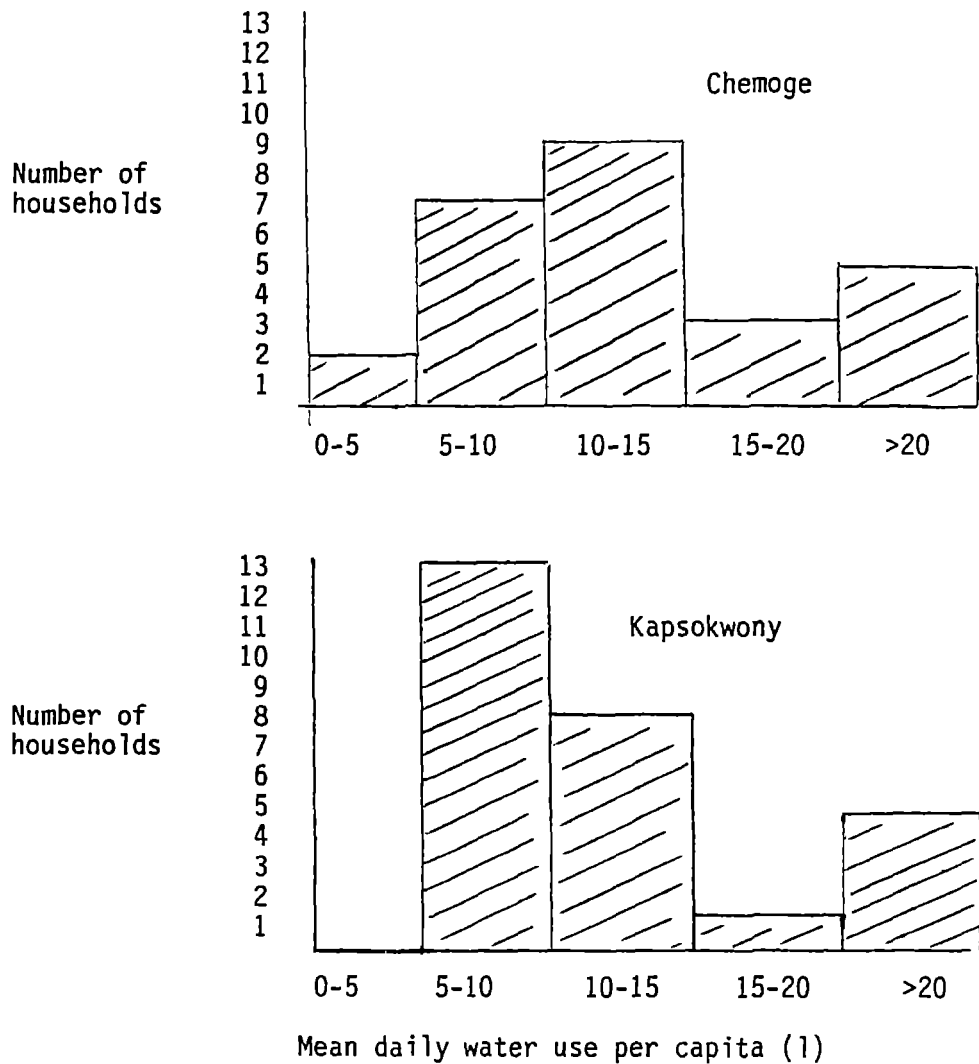 13
12
11
10
9
8
7
6
5
4
3
2
1
Chemoge
Number of
households
0-5 5-10 10-15 15-20 >20
13
12
11
10
9
8
7
6
5
4
3
2
1
Kapsokwony
Number of
households
0-5 5-10 10-15 15-20 >20
Mean daily water use per capita (l)